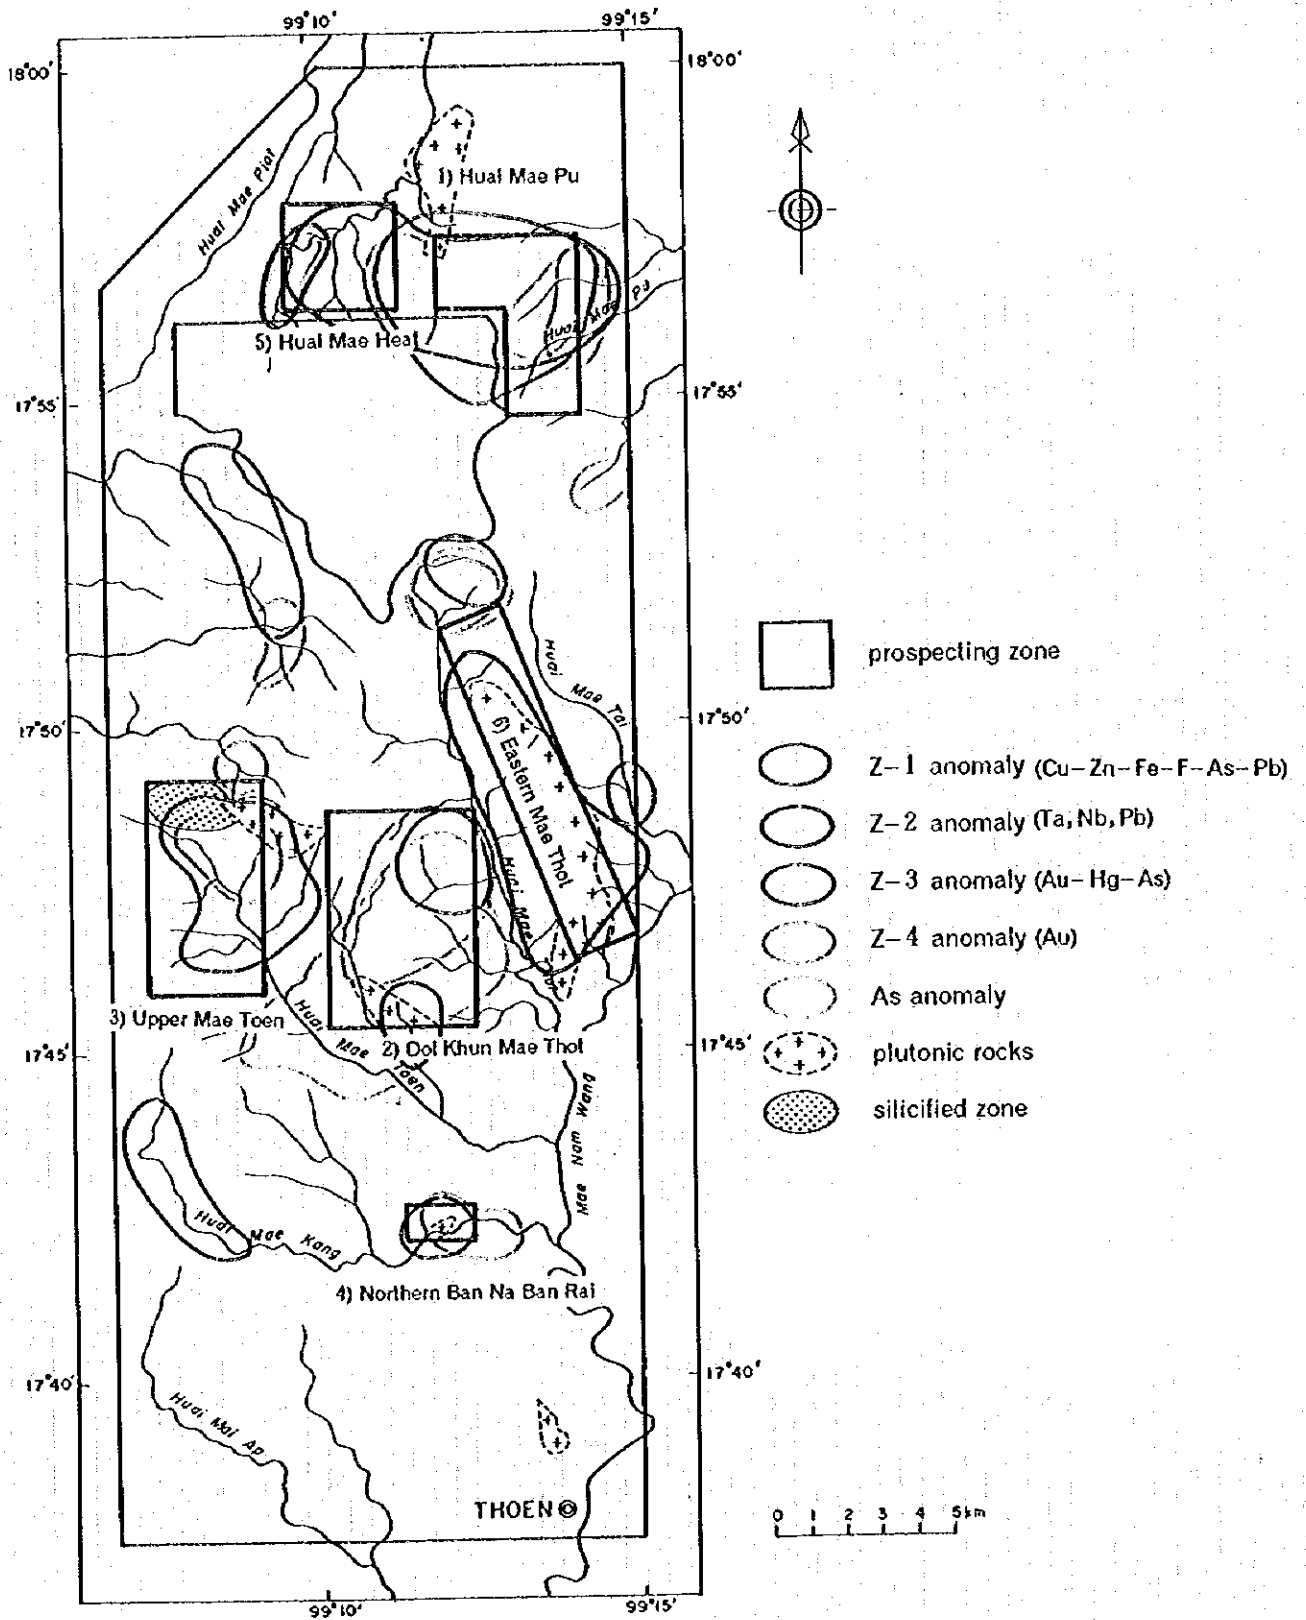 99°10' 99°15'
18°00' 18°00'
1) Hual Mae Pu
Huai Mae Plat
Huai Mae Pu
5) Hual Mae Heat
17°55' 17°55'
Huai Mae Tai
17°50' 17°50'
6) Eastern Mae Thot
Huai Mae
prospecting zone
Z-1 anomaly (Cu-Zn-Fe-F-As-Pb)
Z-2 anomaly (Ta, Nb, Pb)
Z-3 anomaly (Au-Hg-As)
Z-4 anomaly (Au)
As anomaly
plutonic rocks
silicified zone
3) Upper Mae Toen
Huai Mae Toen
2) Dol Khun Mae Thot
17°45' 17°45'
Mae Nam Wang
Huai Mae Kang
4) Northern Ban Na Ban Rai
17°40' 17°40'
Huai Mai Ap
THOEN
0 1 2 3 4 5km
99°10' 99°15'